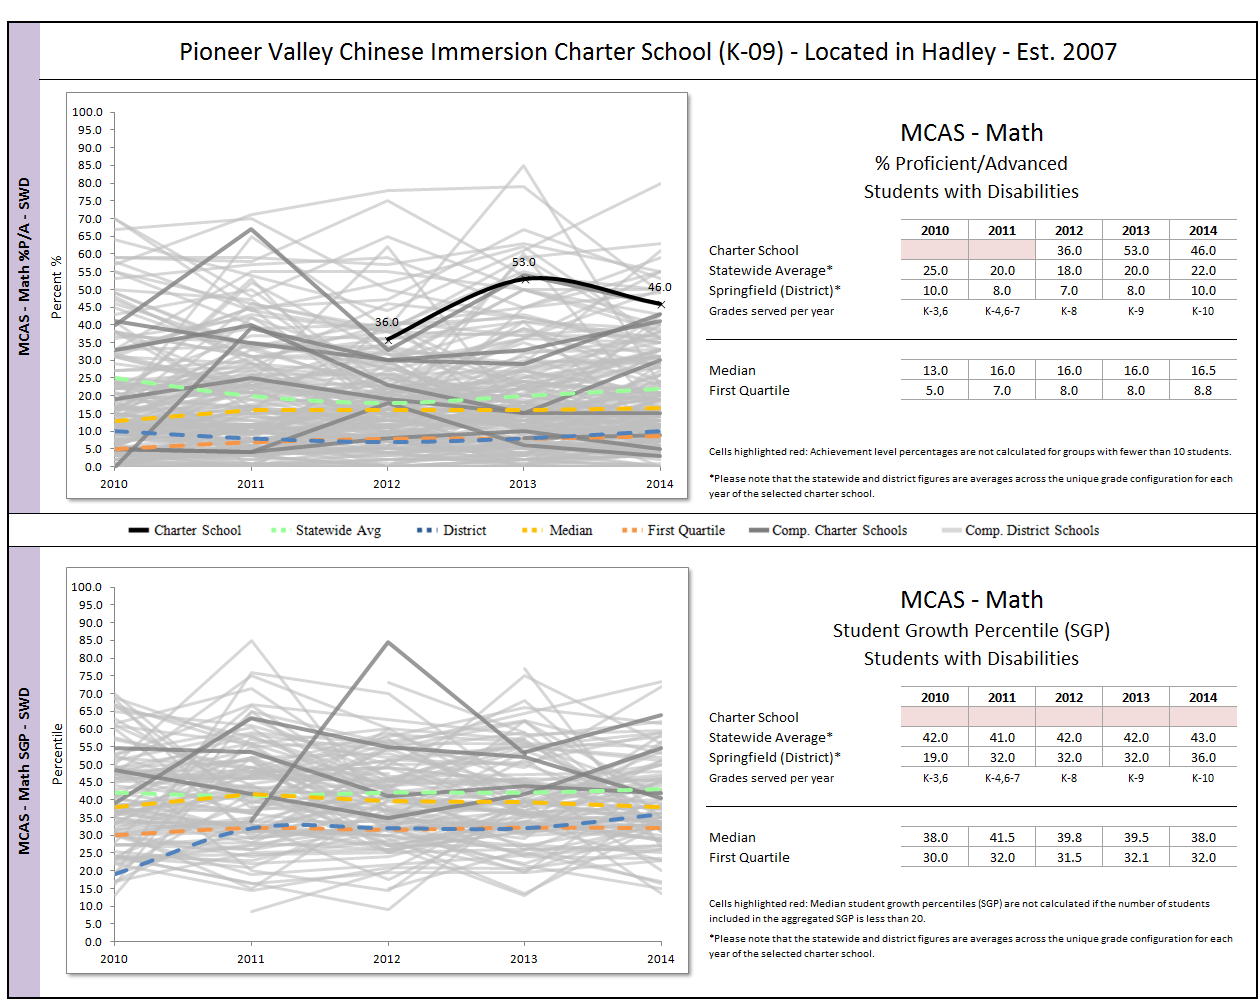 Pioneer Valley Chinese Immersion Charter School (K-09) - Located in Hadley - Est. 2007
MCAS - Math %P/A - SWD
Percent %
100.0
95.0
90.0
85.0
80.0
75.0
70.0
65.0
60.0
55.0
50.0
45.0
40.0
35.0
30.0
25.0
20.0
15.0
10.0
5.0
0.0
36.0
53.0
46.0
2010 2011 2012 2013 2014
MCAS - Math
% Proficient/Advanced
Students with Disabilities
2010 2011 2012 2013 2014
Charter School 36.0 53.0 46.0
Statewide Average* 25.0 20.0 18.0 20.0 22.0
Springfield (District)* 10.0 8.0 7.0 8.0 10.0
Grades served per year K-3,6 K-4,6-7 K-8 K-9 K-10
Median 13.0 16.0 16.0 16.0 16.5
First Quartile 5.0 7.0 8.0 8.0 8.8
Cells highlighted red: Achievement level percentages are not calculated for groups with fewer than 10 students.
*Please note that the statewide and district figures are averages across the unique grade configuration for each
year of the selected charter school.
Charter School Statewide Avg District Median First Quartile Comp. Charter Schools Comp. District Schools
MCAS - Math SGP - SWD
Percentile
100.0
95.0
90.0
85.0
80.0
75.0
70.0
65.0
60.0
55.0
50.0
45.0
40.0
35.0
30.0
25.0
20.0
15.0
10.0
5.0
0.0
2010 2011 2012 2013 2014
MCAS - Math
Student Growth Percentile (SGP)
Students with Disabilities
2010 2011 2012 2013 2014
Charter School
Statewide Average* 42.0 41.0 42.0 42.0 43.0
Springfield (District)* 19.0 32.0 32.0 32.0 36.0
Grades served per year K-3,6 K-4,6-7 K-8 K-9 K-10
Median 38.0 41.5 39.8 39.5 38.0
First Quartile 30.0 32.0 31.5 32.1 32.0
Cells highlighted red: Median student growth percentiles (SGP) are not calculated if the number of students
included in the aggregated SGP is less than 20.
*Please note that the statewide and district figures are averages across the unique grade configuration for each
year of the selected charter school.